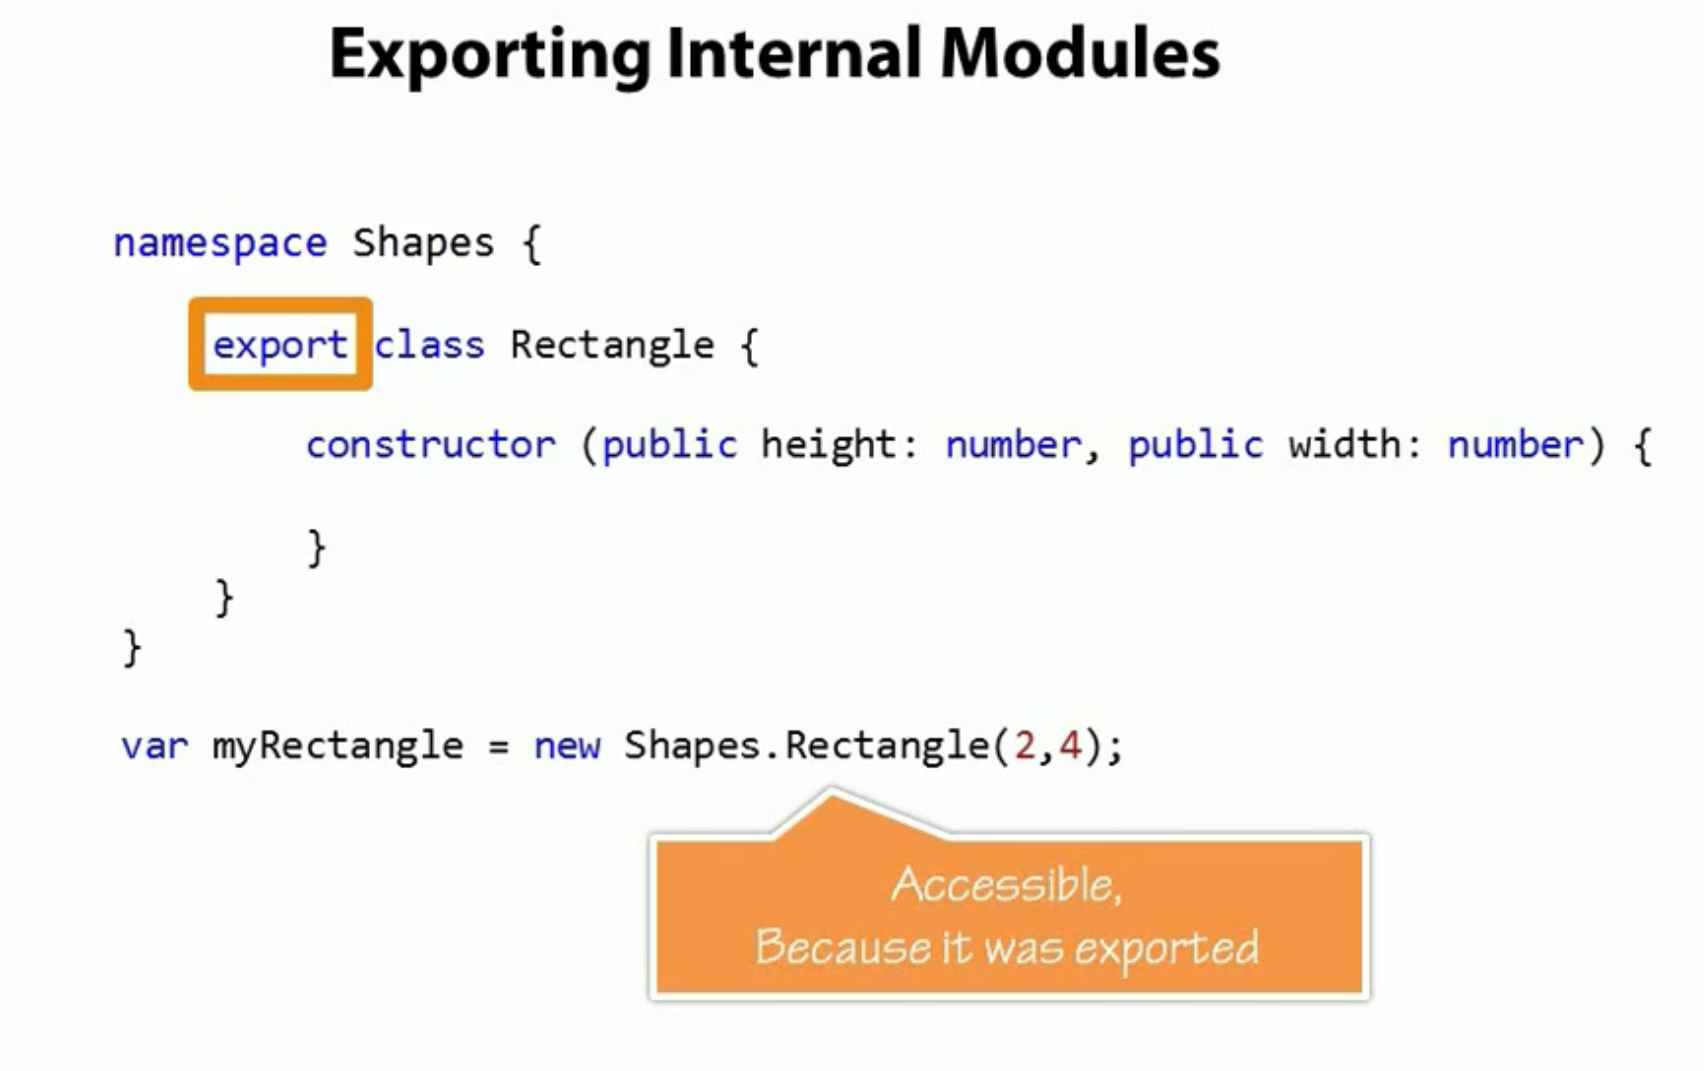 Exporting Internal Modules
namespace Shapes {
export class Rectangle {
constructor (public height: number, public width: number) {
}
}
}
var myRectangle = new Shapes.Rectangle(2,4);
Accessible,
Because it was exported